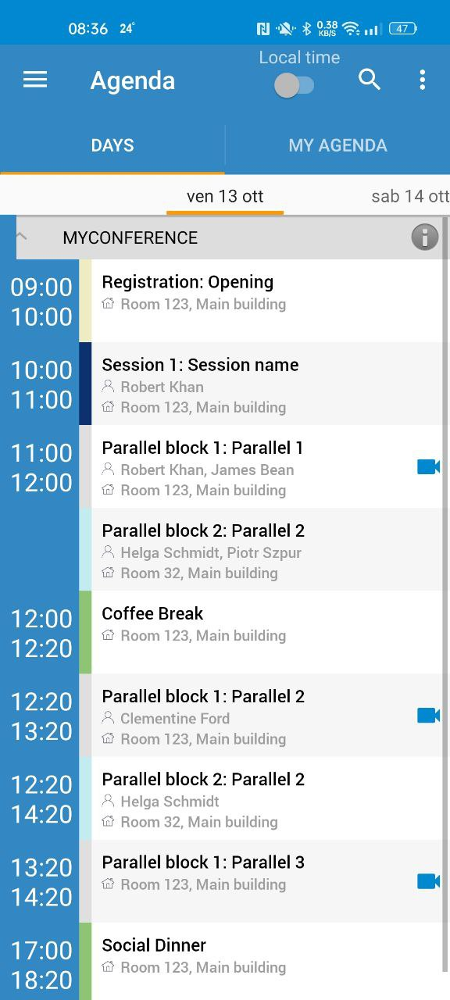 08:36 24° 0.38 KB/S 47
Local time
Agenda
DAYS MY AGENDA
ven 13 ott sab 14 ott
MYCONFERENCE
09:00 10:00
Registration: Opening
Room 123, Main building
10:00 11:00
Session 1: Session name
Robert Khan
Room 123, Main building
11:00 12:00
Parallel block 1: Parallel 1
Robert Khan, James Bean
Room 123, Main building
Parallel block 2: Parallel 2
Helga Schmidt, Piotr Szpur
Room 32, Main building
12:00 12:20
Coffee Break
Room 123, Main building
12:20 13:20
Parallel block 1: Parallel 2
Clementine Ford
Room 123, Main building
12:20 14:20
Parallel block 2: Parallel 2
Helga Schmidt
Room 32, Main building
13:20 14:20
Parallel block 1: Parallel 3
Room 123, Main building
17:00 18:20
Social Dinner
Room 123, Main building